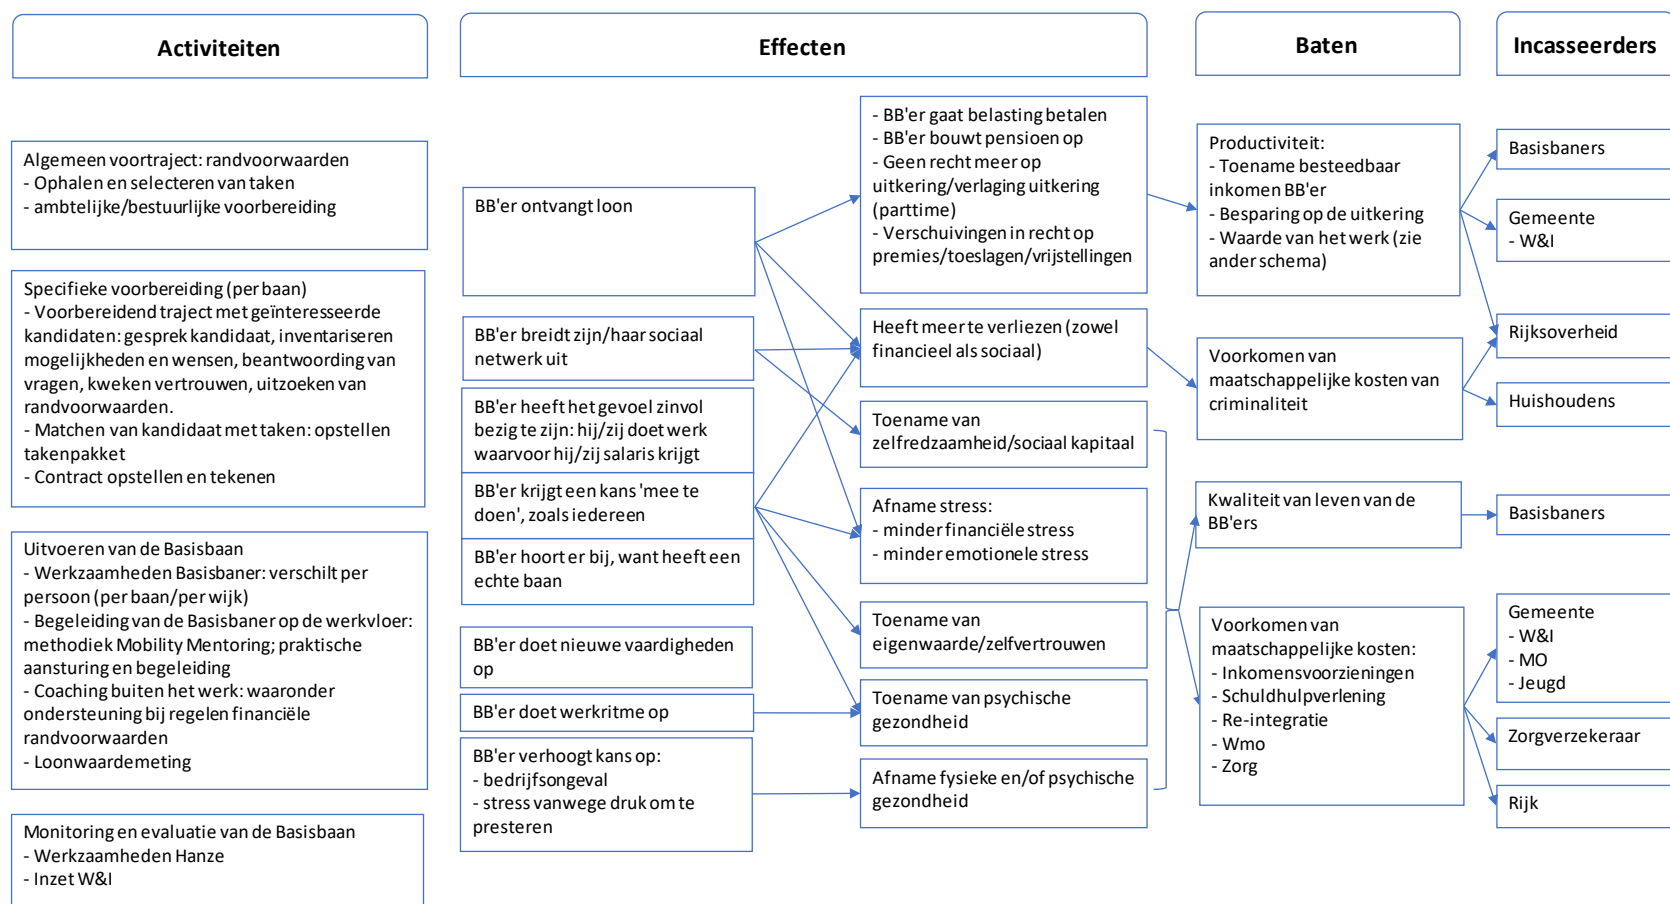 Activiteiten
Algemeen voortraject: randvoorwaarden
- Ophalen en selecteren van taken
- ambtelijke/bestuurlijke voorbereiding
Specifieke voorbereiding (per baan)
- Voorbereidend traject met geïnteresseerde
kandidaten: gesprek kandidaat, inventariseren
mogelijkheden en wensen, beantwoording van
vragen, kweken vertrouwen, uitzoeken van
randvoorwaarden.
- Matchen van kandidaat met taken: opstellen
takenpakket
- Contract opstellen en tekenen
Uitvoeren van de Basisbaan
- Werkzaamheden Basisbaner: verschilt per
persoon (per baan/per wijk)
- Begeleiding van de Basisbaner op de werkvloer:
methodiek Mobility Mentoring; praktische
aansturing en begeleiding
- Coaching buiten het werk: waaronder
ondersteuning bij regelen financiële
randvoorwaarden
- Loonwaardemeting
Monitoring en evaluatie van de Basisbaan
- Werkzaamheden Hanze
- Inzet W&I
Effecten
BB'er ontvangt loon
BB'er breidt zijn/haar sociaal
netwerk uit
BB'er heeft het gevoel zinvol
bezig te zijn: hij/zij doet werk
waarvoor hij/zij salaris krijgt
BB'er krijgt een kans 'mee te
doen', zoals iedereen
BB'er hoort er bij, want heeft een
echte baan
BB'er doet nieuwe vaardigheden
op
BB'er doet werkritme op
BB'er verhoogt kans op:
- bedrijfsongeval
- stress vanwege druk om te
presteren
- BB'er gaat belasting betalen
- BB'er bouwt pensioen op
- Geen recht meer op
uitkering/verlaging uitkering
(parttime)
- Verschuivingen in recht op
premies/toeslagen/vrijstellingen
Heeft meer te verliezen (zowel
financieel als sociaal)
Toename van
zelfredzaamheid/sociaal kapitaal
Afname stress:
- minder financiële stress
- minder emotionele stress
Toename van
eigenwaarde/zelfvertrouwen
Toename van psychische
gezondheid
Afname fysieke en/of psychische
gezondheid
Baten
Productiviteit:
- Toename besteedbaar
inkomen BB'er
- Besparing op de uitkering
- Waarde van het werk (zie
ander schema)
Voorkomen van
maatschappelijke kosten van
criminaliteit
Kwaliteit van leven van de
BB'ers
Voorkomen van
maatschappelijke kosten:
- Inkomensvoorzieningen
- Schuldhulpverlening
- Re-integratie
- Wmo
- Zorg
Incasseerders
Basisbaners
Gemeente
- W&I
Rijksoverheid
Huishoudens
Basisbaners
Gemeente
- W&I
- MO
- Jeugd
Zorgverzekeraar
Rijk